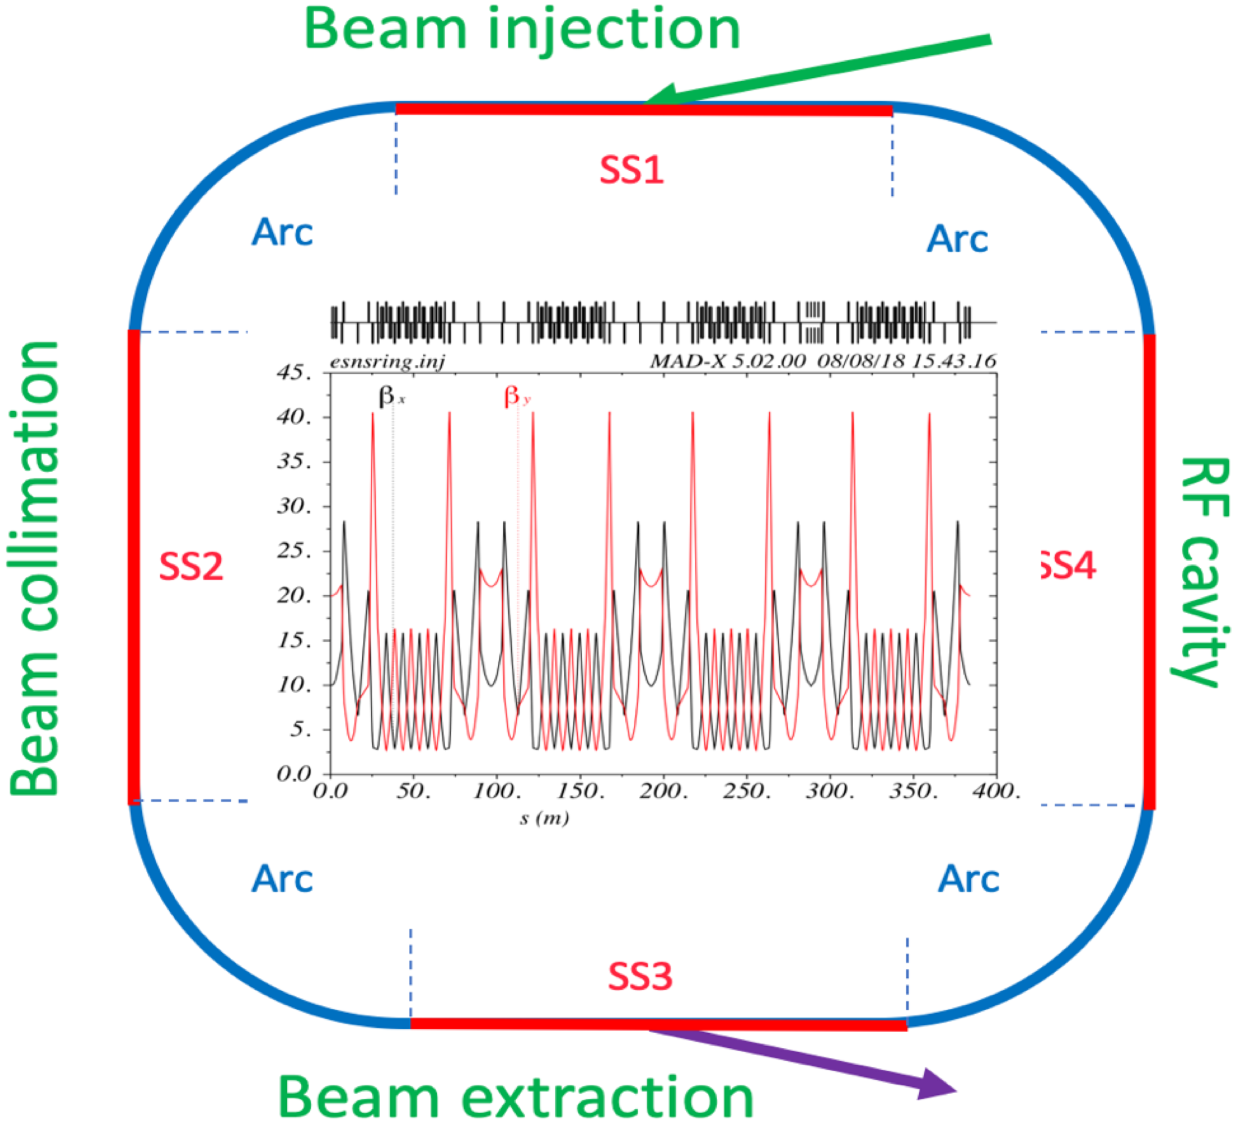 Beam injection
SS1
Arc
Arc
esnsring.inj
MAD-X 5.02.00 08/08/18 15.43.16
45.
βx
βy
40.
35.
30.
25.
20.
15.
10.
5.
0.0
0.0 50. 100. 150. 200. 250. 300. 350. 400.
s (m)
Beam collimation
SS2
SS4
RF cavity
Arc
Arc
SS3
Beam extraction